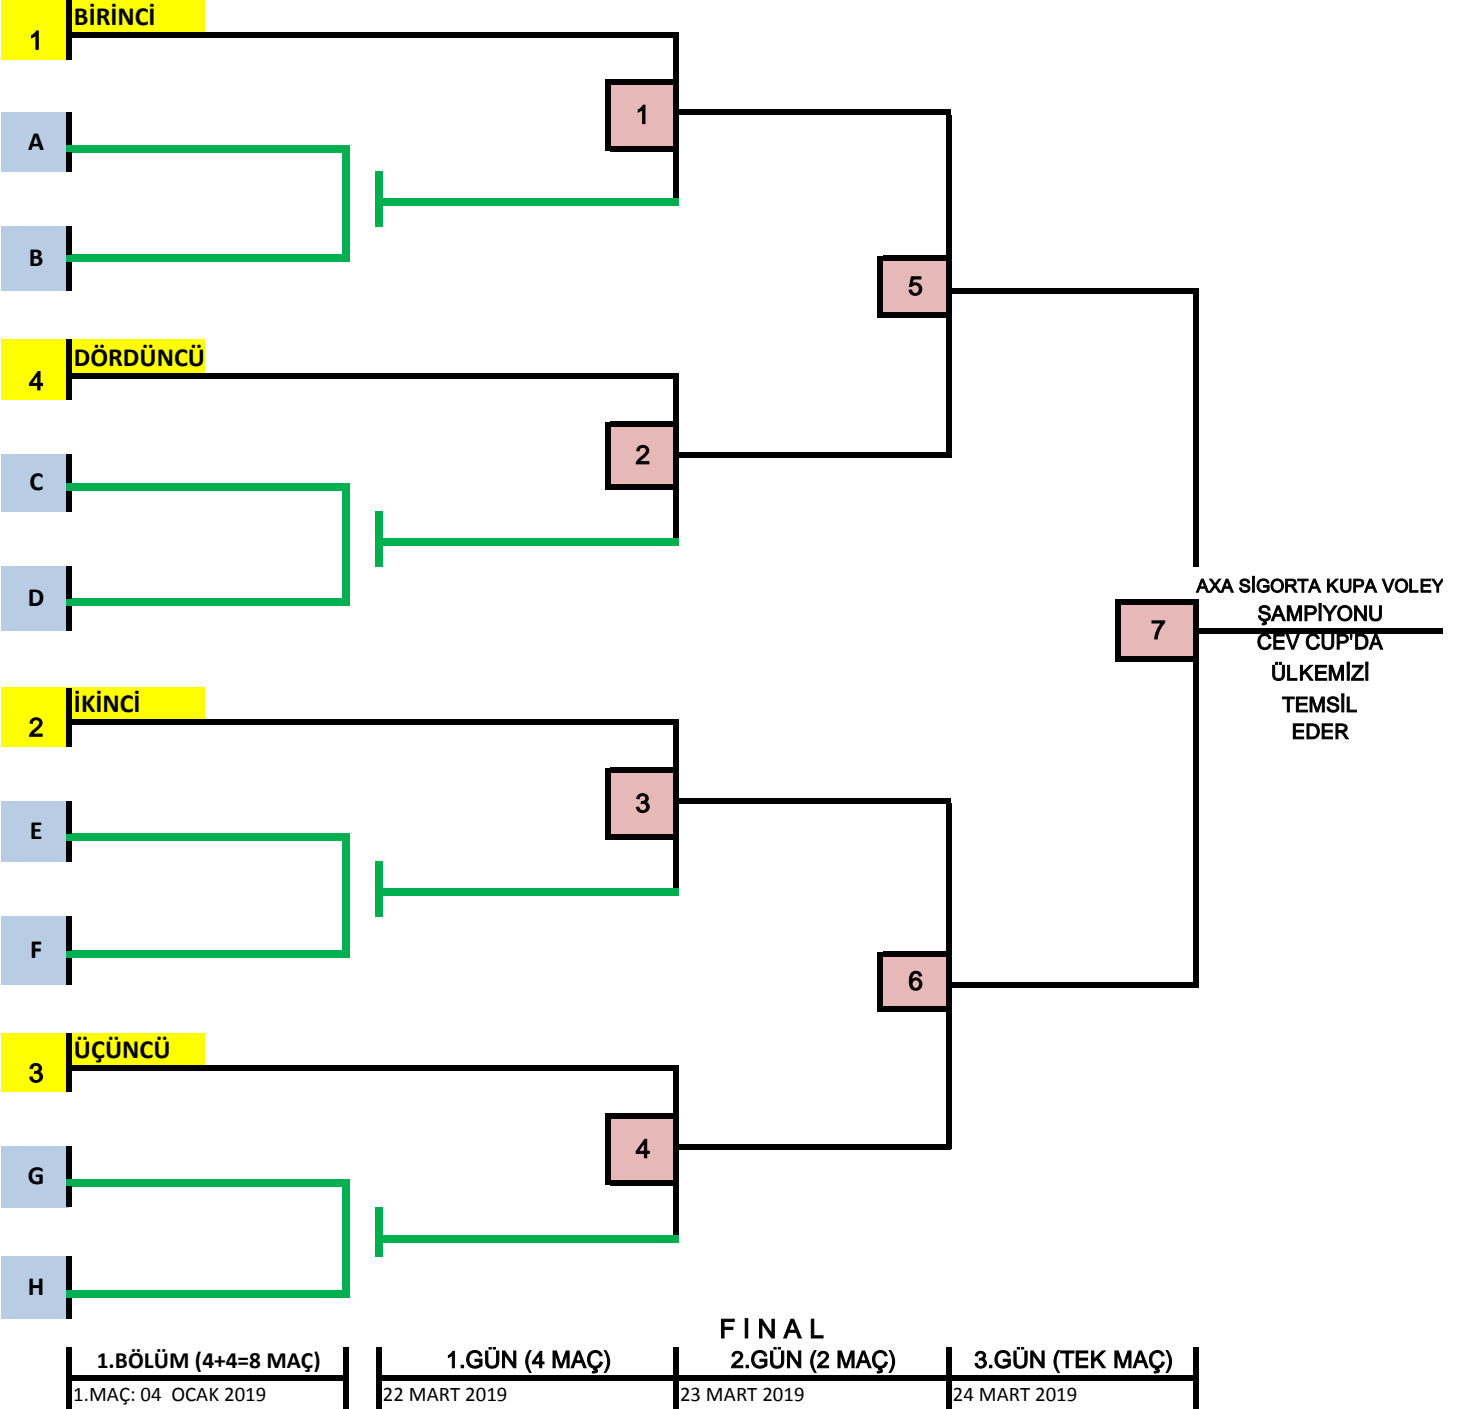 BİRİNCİ
1
1
A
B
5
DÖRDÜNCÜ
4
2
C
D
AXA SİGORTA KUPA VOLEY
ŞAMPİYONU
7
CEV CUP'DA
ÜLKEMİZİ
TEMSİL
EDER
İKİNCİ
2
3
E
F
6
ÜÇÜNCÜ
3
4
G
H
F İ N A L
1.BÖLÜM (4+4=8 MAÇ) 1.GÜN (4 MAÇ) 2.GÜN (2 MAÇ) 3.GÜN (TEK MAÇ)
1.MAÇ: 04 OCAK 2019 22 MART 2019 23 MART 2019 24 MART 2019